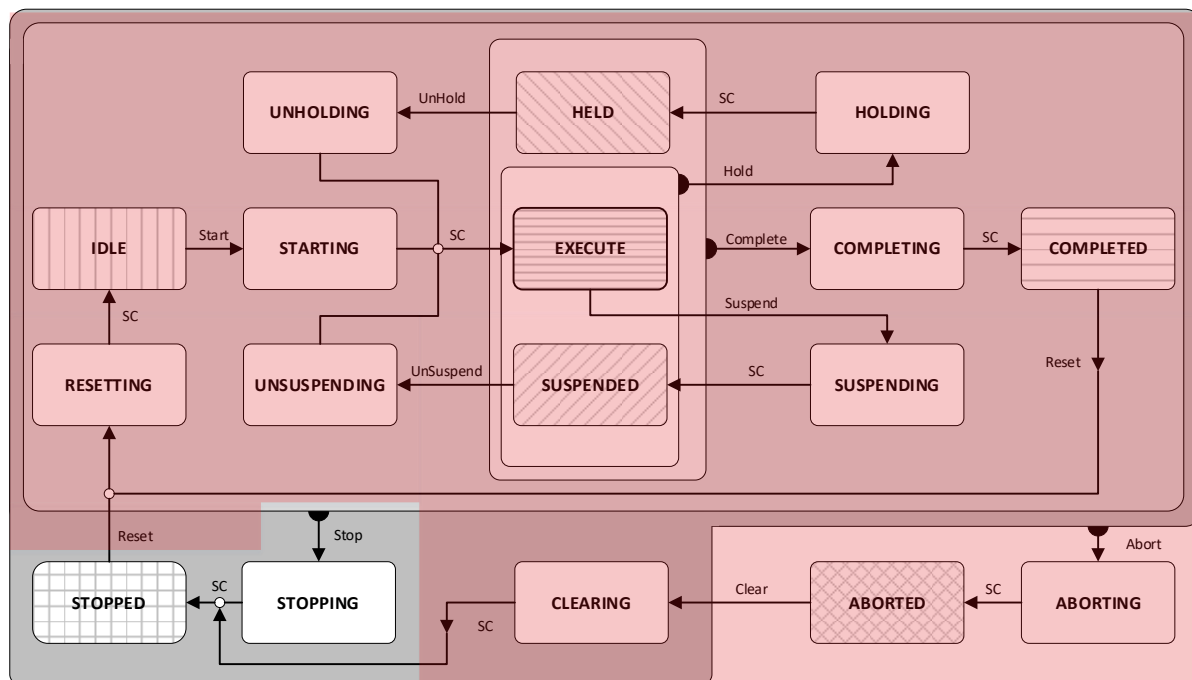 UNHOLDING
UnHold
HELD
SC
HOLDING
Hold
IDLE
Start
STARTING
SC
EXECUTE
Complete
COMPLETING
SC
COMPLETED
Suspend
SC
RESETTING
UNSUSPENDING
UnSuspend
SUSPENDED
SC
SUSPENDING
Reset
Reset
Stop
Abort
STOPPED
SC
STOPPING
SC
CLEARING
Clear
ABORTED
SC
ABORTING